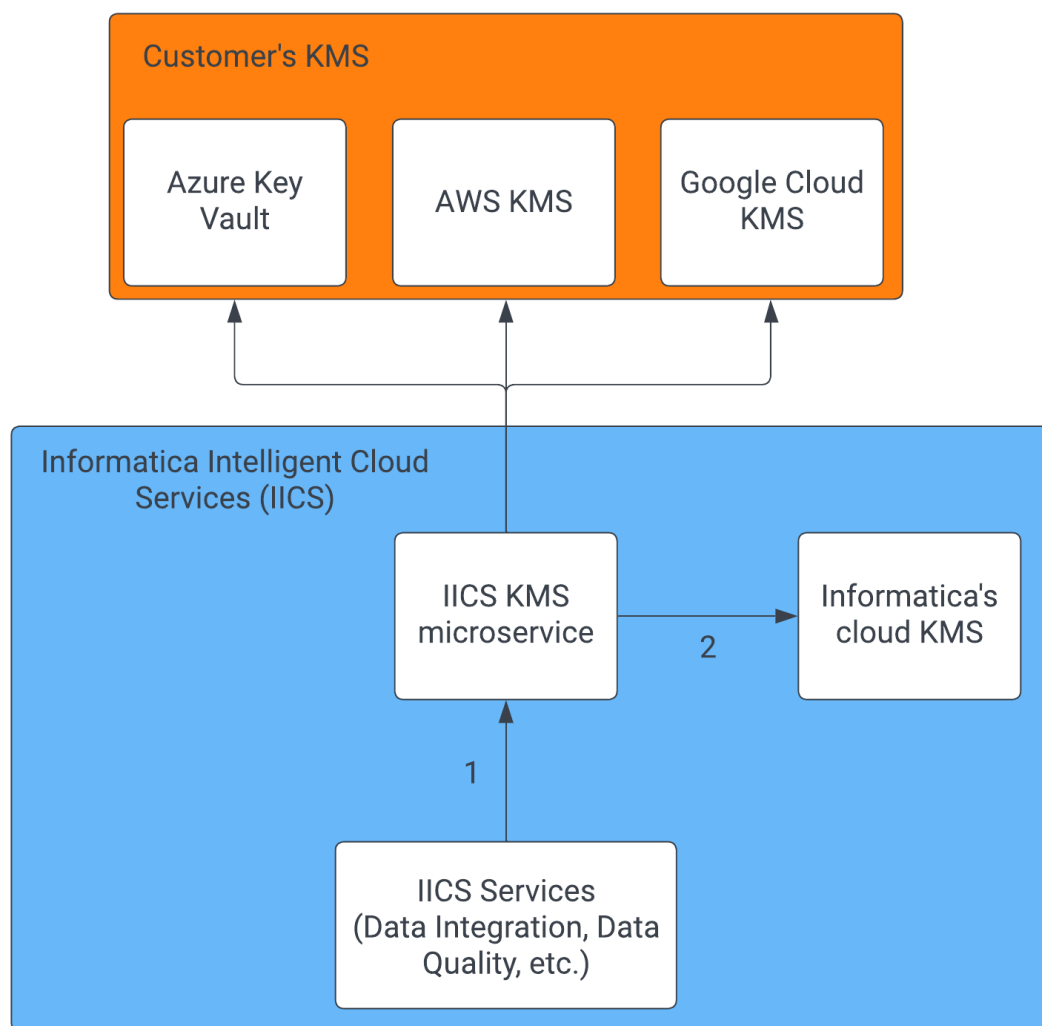 Customer's KMS
Azure Key
Vault
AWS KMS
Google Cloud
KMS
Informatica Intelligent Cloud
Services (IICS)
IICS KMS
microservice
Informatica's
cloud KMS
2
1
IICS Services
(Data Integration, Data
Quality, etc.)